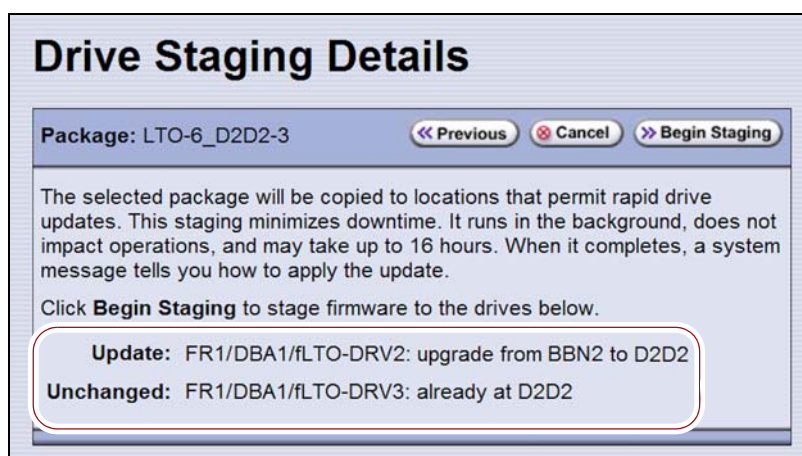 Drive Staging Details
Package: LTO-6_D2D2-3
Previous
Cancel
Begin Staging
The selected package will be copied to locations that permit rapid drive
updates. This staging minimizes downtime. It runs in the background, does not
impact operations, and may take up to 16 hours. When it completes, a system
message tells you how to apply the update.
Click Begin Staging to stage firmware to the drives below.
Update: FR1/DBA1/fLTO-DRV2: upgrade from BBN2 to D2D2
Unchanged: FR1/DBA1/fLTO-DRV3: already at D2D2